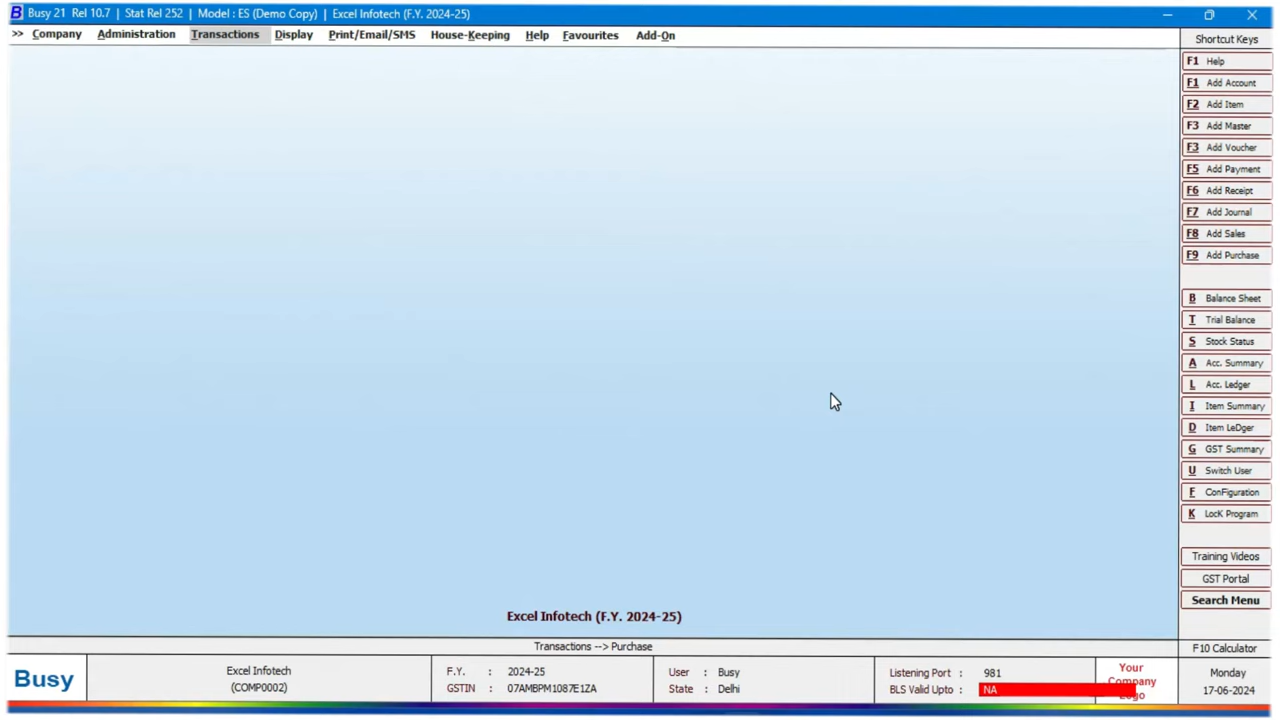 B Busy 21 Rel 10.7 | Stat Rel 252 | Model : ES (Demo Copy) | Excel Infotech (F.Y. 2024-25)
>> Company Administration Transactions Display Print/Email/SMS House-Keeping Help Favourites Add-On
Shortcut Keys
F1 Help
F1 Add Account
F2 Add Item
F3 Add Master
F3 Add Voucher
F5 Add Payment
F6 Add Receipt
F7 Add Journal
F8 Add Sales
F9 Add Purchase
B Balance Sheet
T Trial Balance
S Stock Status
A Acc. Summary
L Acc. Ledger
I Item Summary
D Item LeDger
G GST Summary
U Switch User
F ConFiguration
K LocK Program
Training Videos
GST Portal
Search Menu
Excel Infotech (F.Y. 2024-25)
Transactions --> Purchase
F10 Calculator
Busy
Excel Infotech
(COMP0002)
F.Y. : 2024-25
GSTIN : 07AMBPM1087E1ZA
User : Busy
State : Delhi
Listening Port : 981
BLS Valid Upto : NA
Your
Company
Logo
Monday
17-06-2024